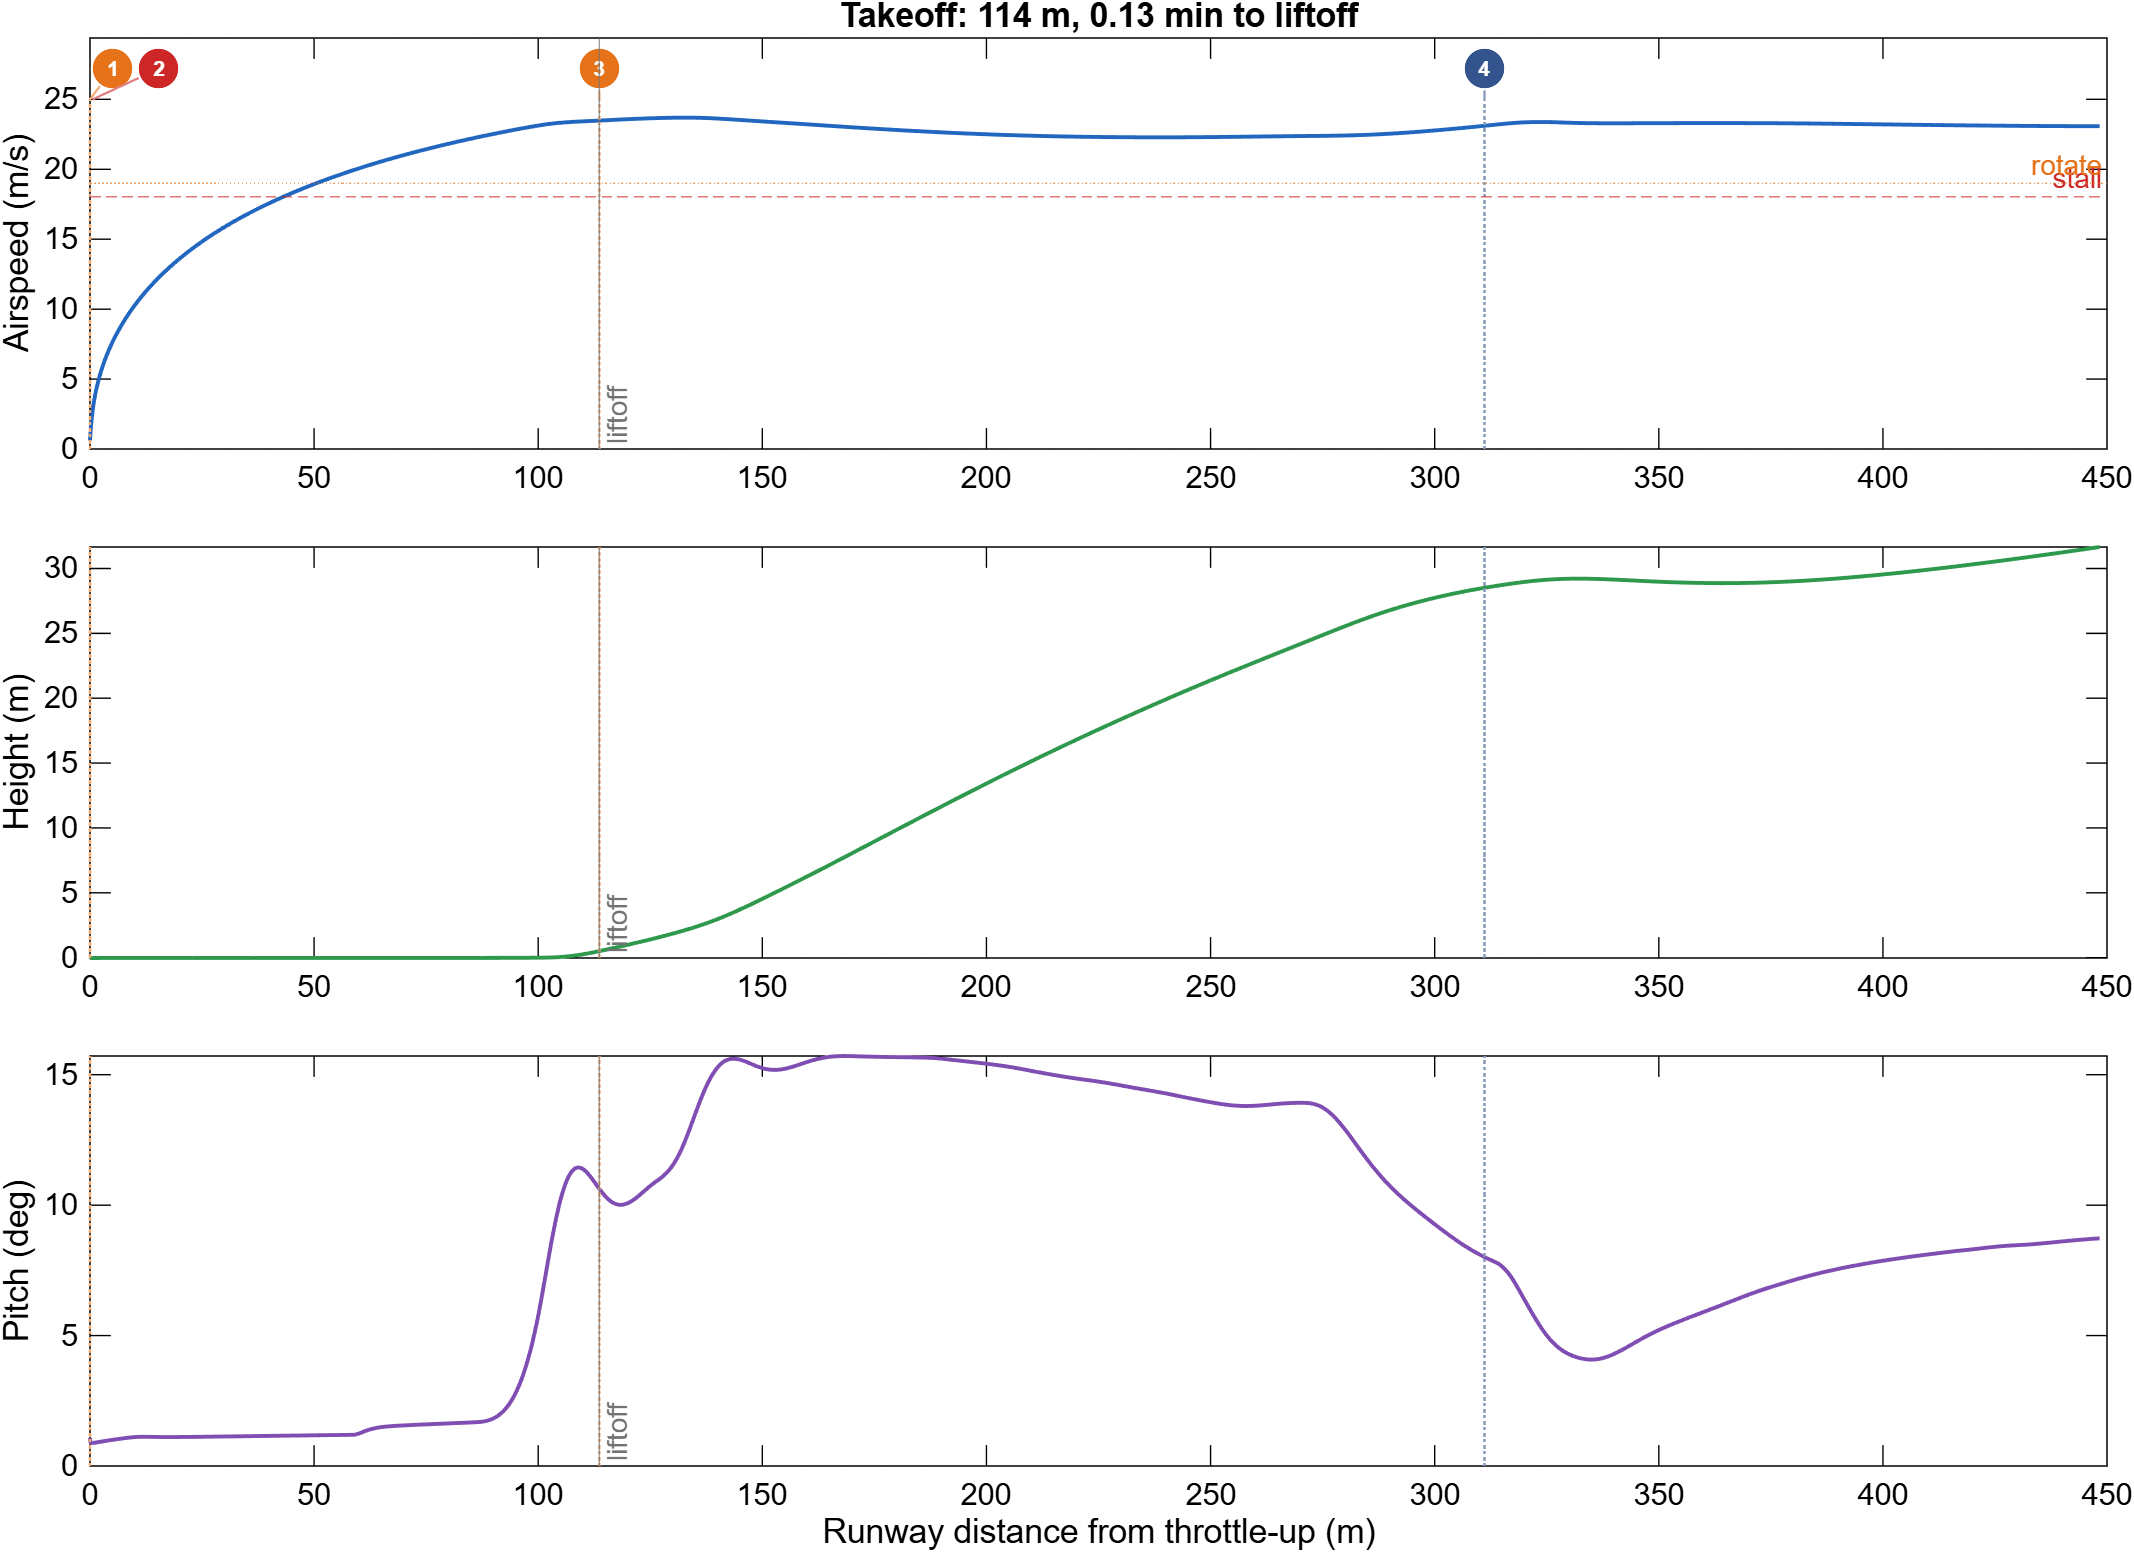 Takeoff: 114 m, 0.13 min to liftoff
1 2 3 4
Airspeed (m/s)
25
20
15
10
5
0
rotate
stall
liftoff
0 50 100 150 200 250 300 350 400 450
Height (m)
30
25
20
15
10
5
0
liftoff
0 50 100 150 200 250 300 350 400 450
Pitch (deg)
15
10
5
0
liftoff
0 50 100 150 200 250 300 350 400 450
Runway distance from throttle-up (m)